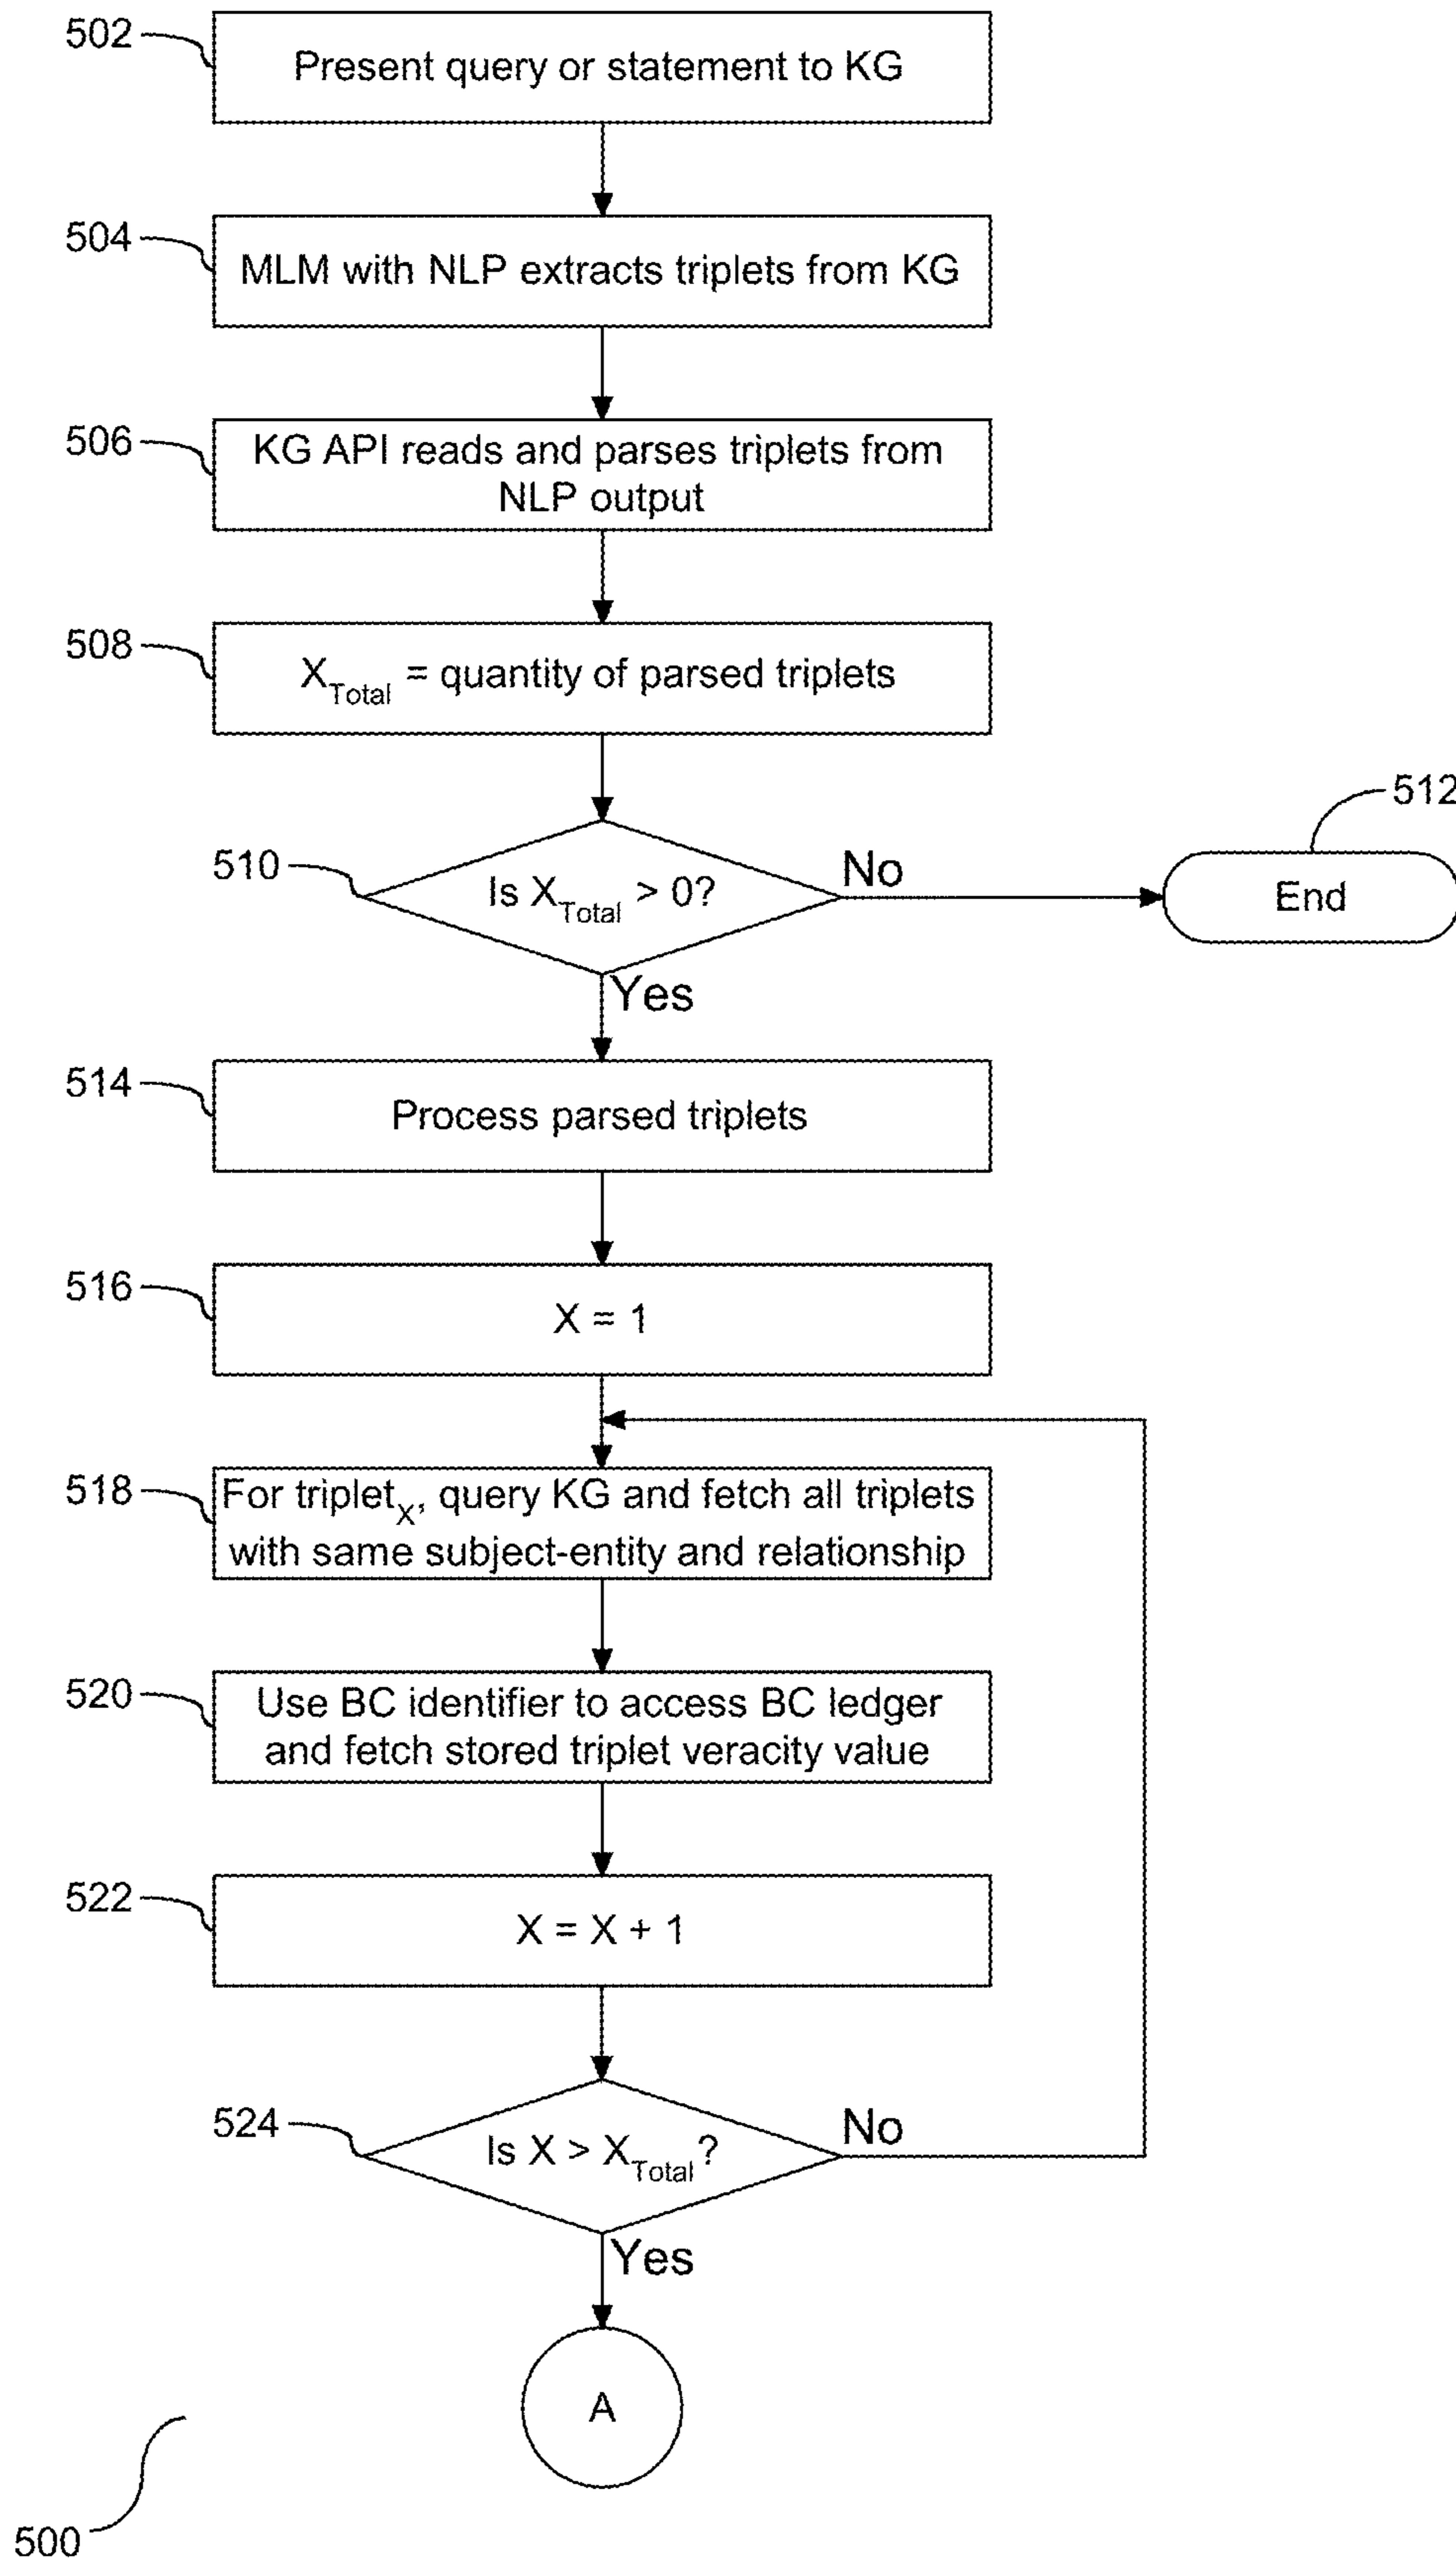 502
Present query or statement to KG
504
MLM with NLP extracts triplets from KG
506
KG API reads and parses triplets from
NLP output
508
XTotal = quantity of parsed triplets
510
Is XTotal > 0?
No
512
End
Yes
514
Process parsed triplets
516
X = 1
518
For tripletX, query KG and fetch all triplets
with same subject-entity and relationship
520
Use BC identifier to access BC ledger
and fetch stored triplet veracity value
522
X = X + 1
524
Is X > XTotal?
No
Yes
A
500